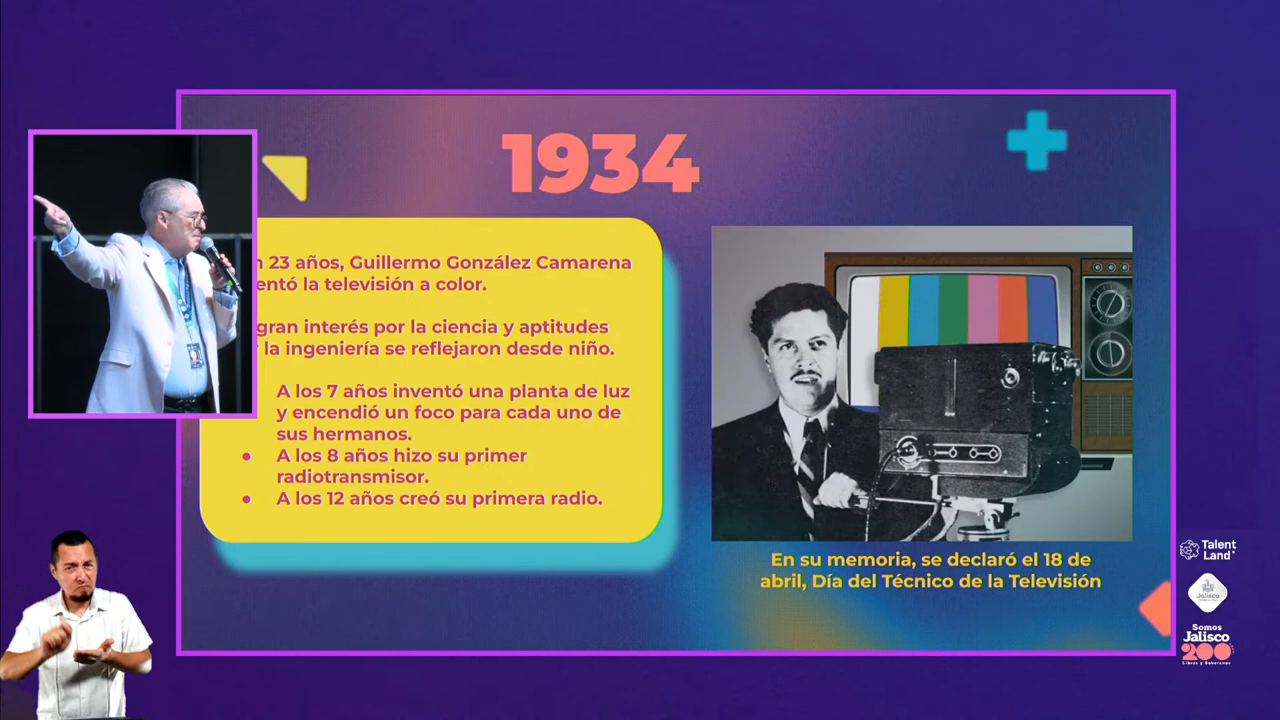 1934
23 años, Guillermo González Camarena
entó la televisión a color.
gran interés por la ciencia y aptitudes
la ingeniería se reflejaron desde niño.
A los 7 años inventó una planta de luz
y encendió un foco para cada uno de
sus hermanos.
● A los 8 años hizo su primer
radiotransmisor.
● A los 12 años creó su primera radio.
En su memoria, se declaró el 18 de
abril, Día del Técnico de la Televisión
Talent
Land
Jalisco
Somos
Jalisco
200
Libres y Soberanos